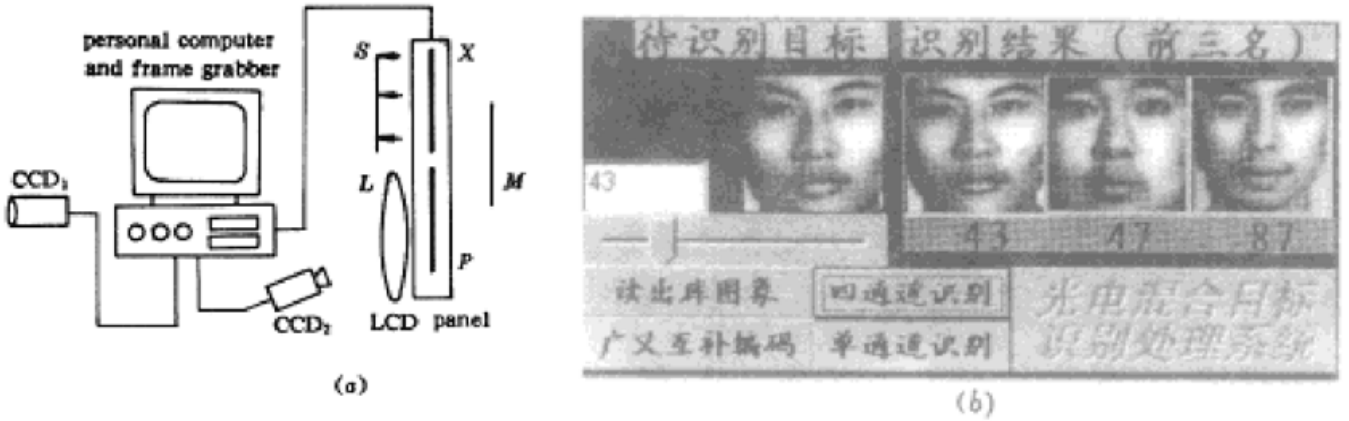 personal computer
and frame grabber
S
X
CCD₁
L
M
P
CCD₂
LCD panel
(a)
待识别目标
识别结果(前三名)
43
43
47
87
读出库图象
四通道识别
广义互补编码
单通道识别
光电混合目标
识别处理系统
(b)